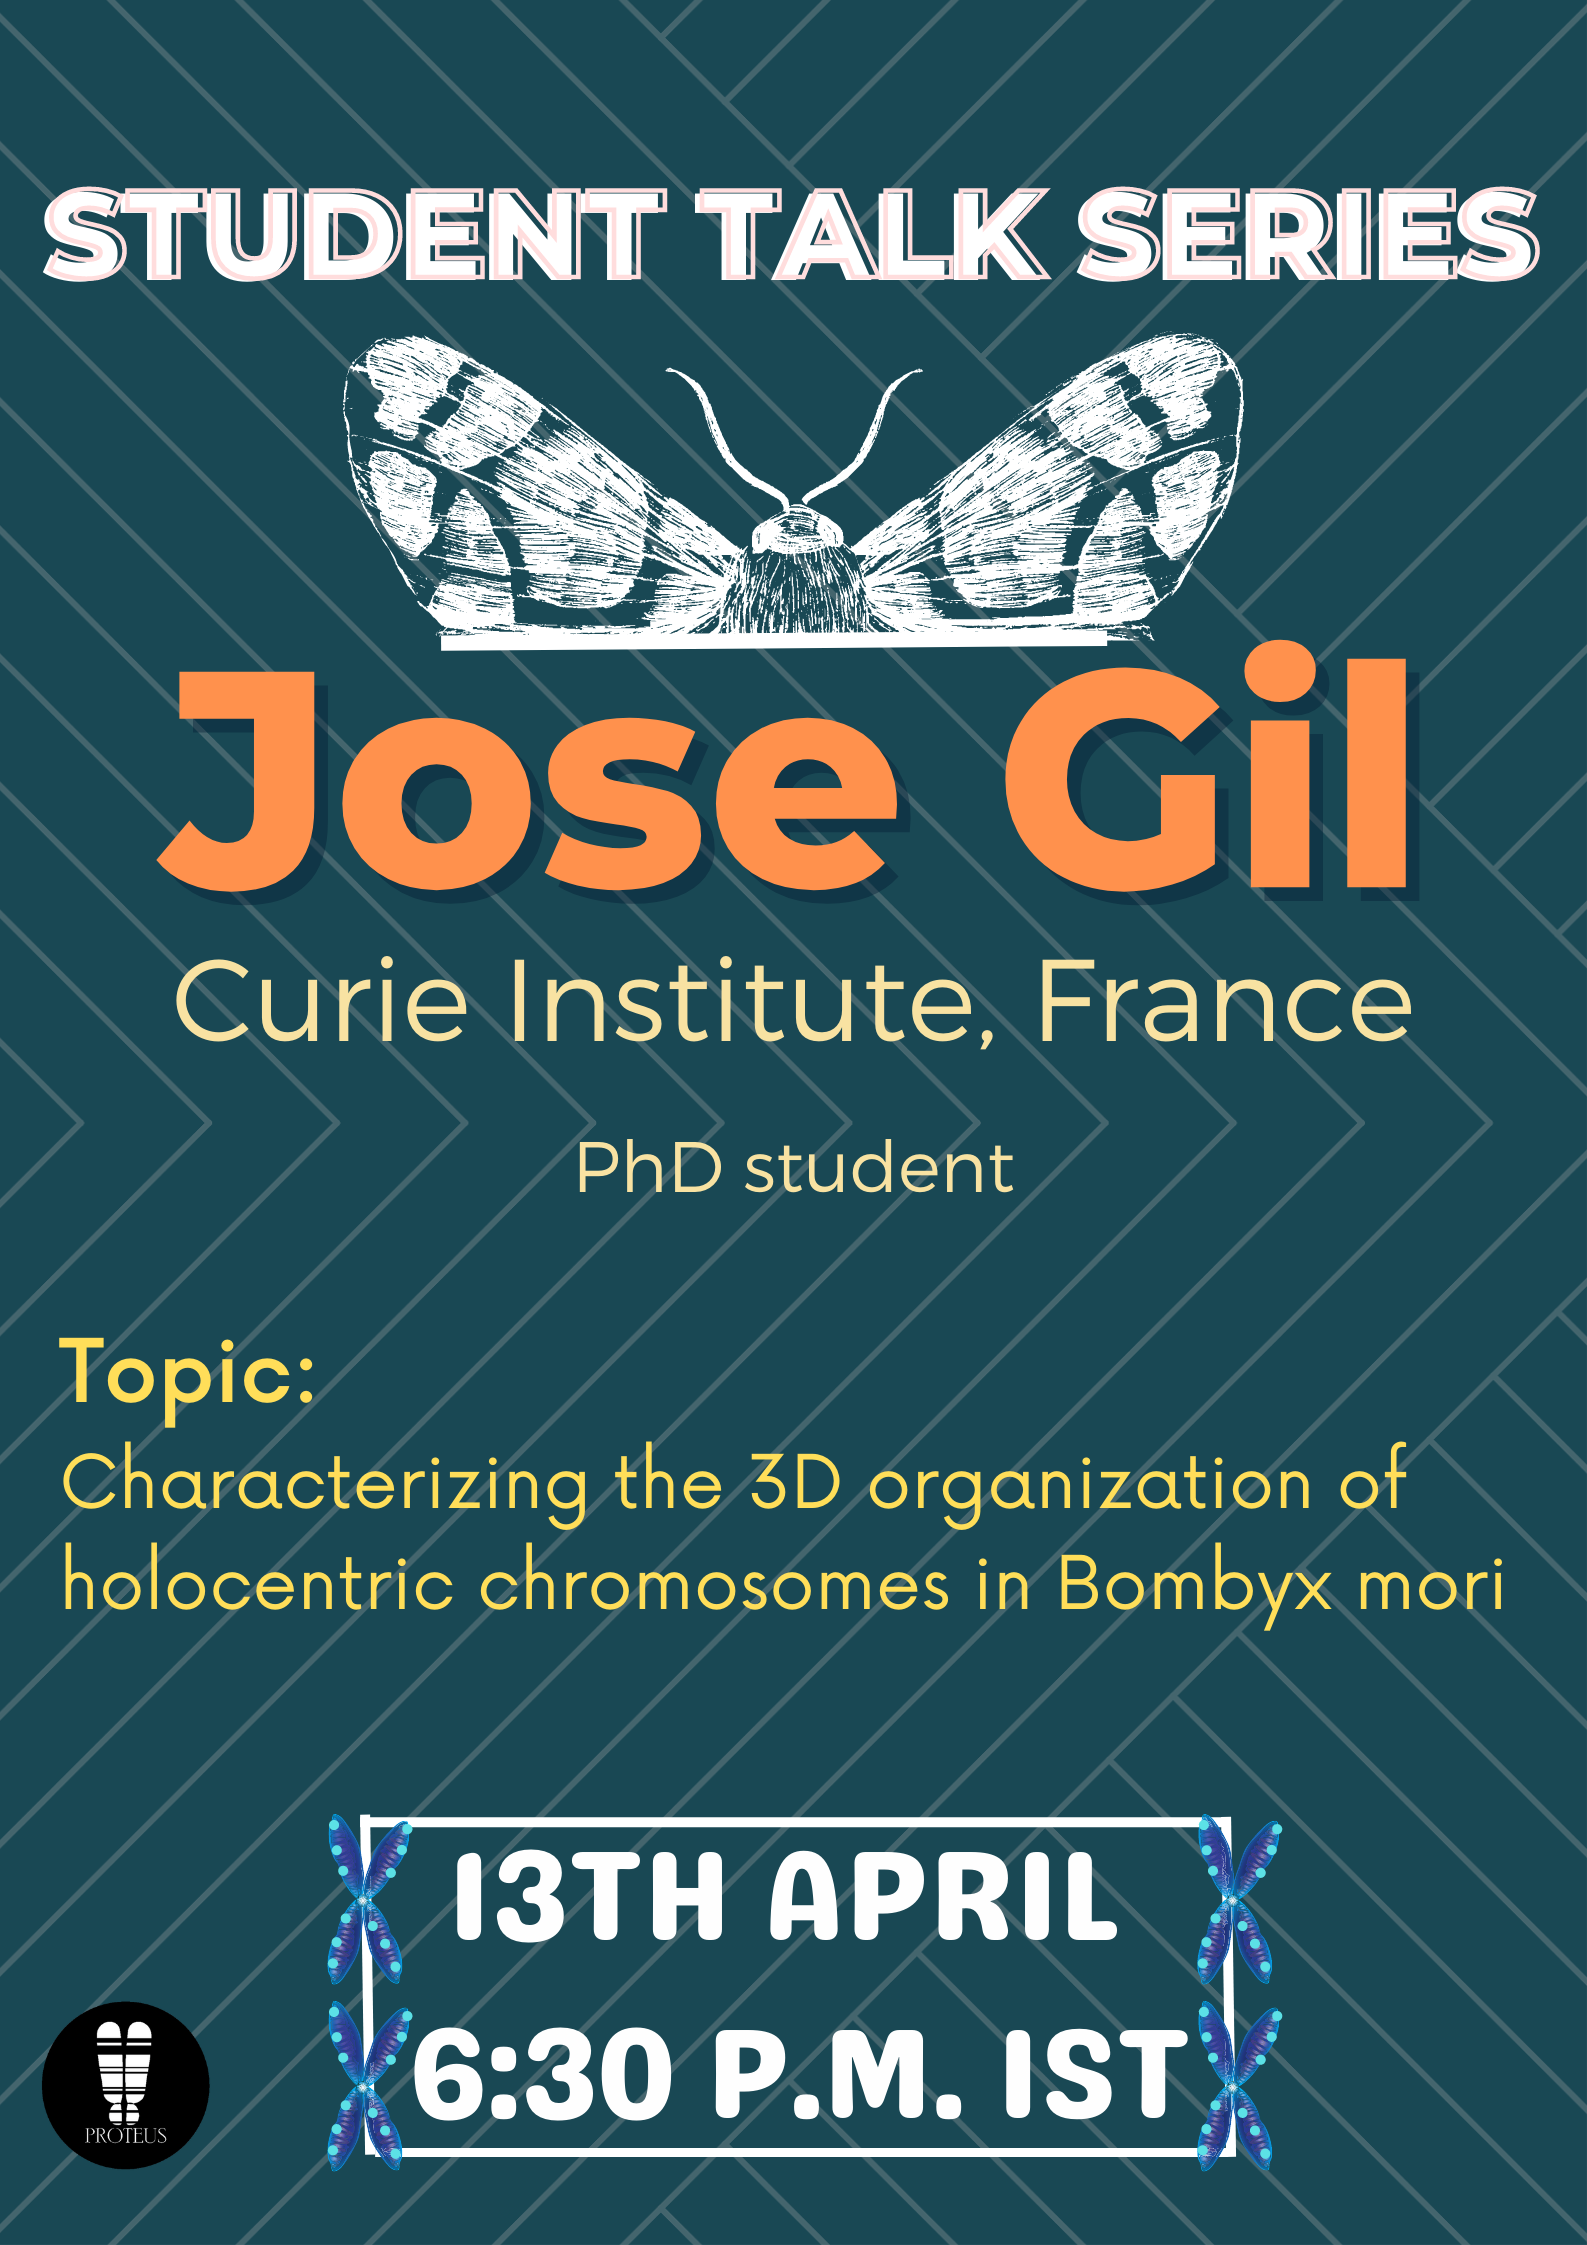 STUDENT TALK SERIES
Jose Gil
Curie Institute, France
PhD student
Topic:
Characterizing the 3D organization of
holocentric chromosomes in Bombyx mori
13TH APRIL
6:30 P.M. IST
PROTEUS